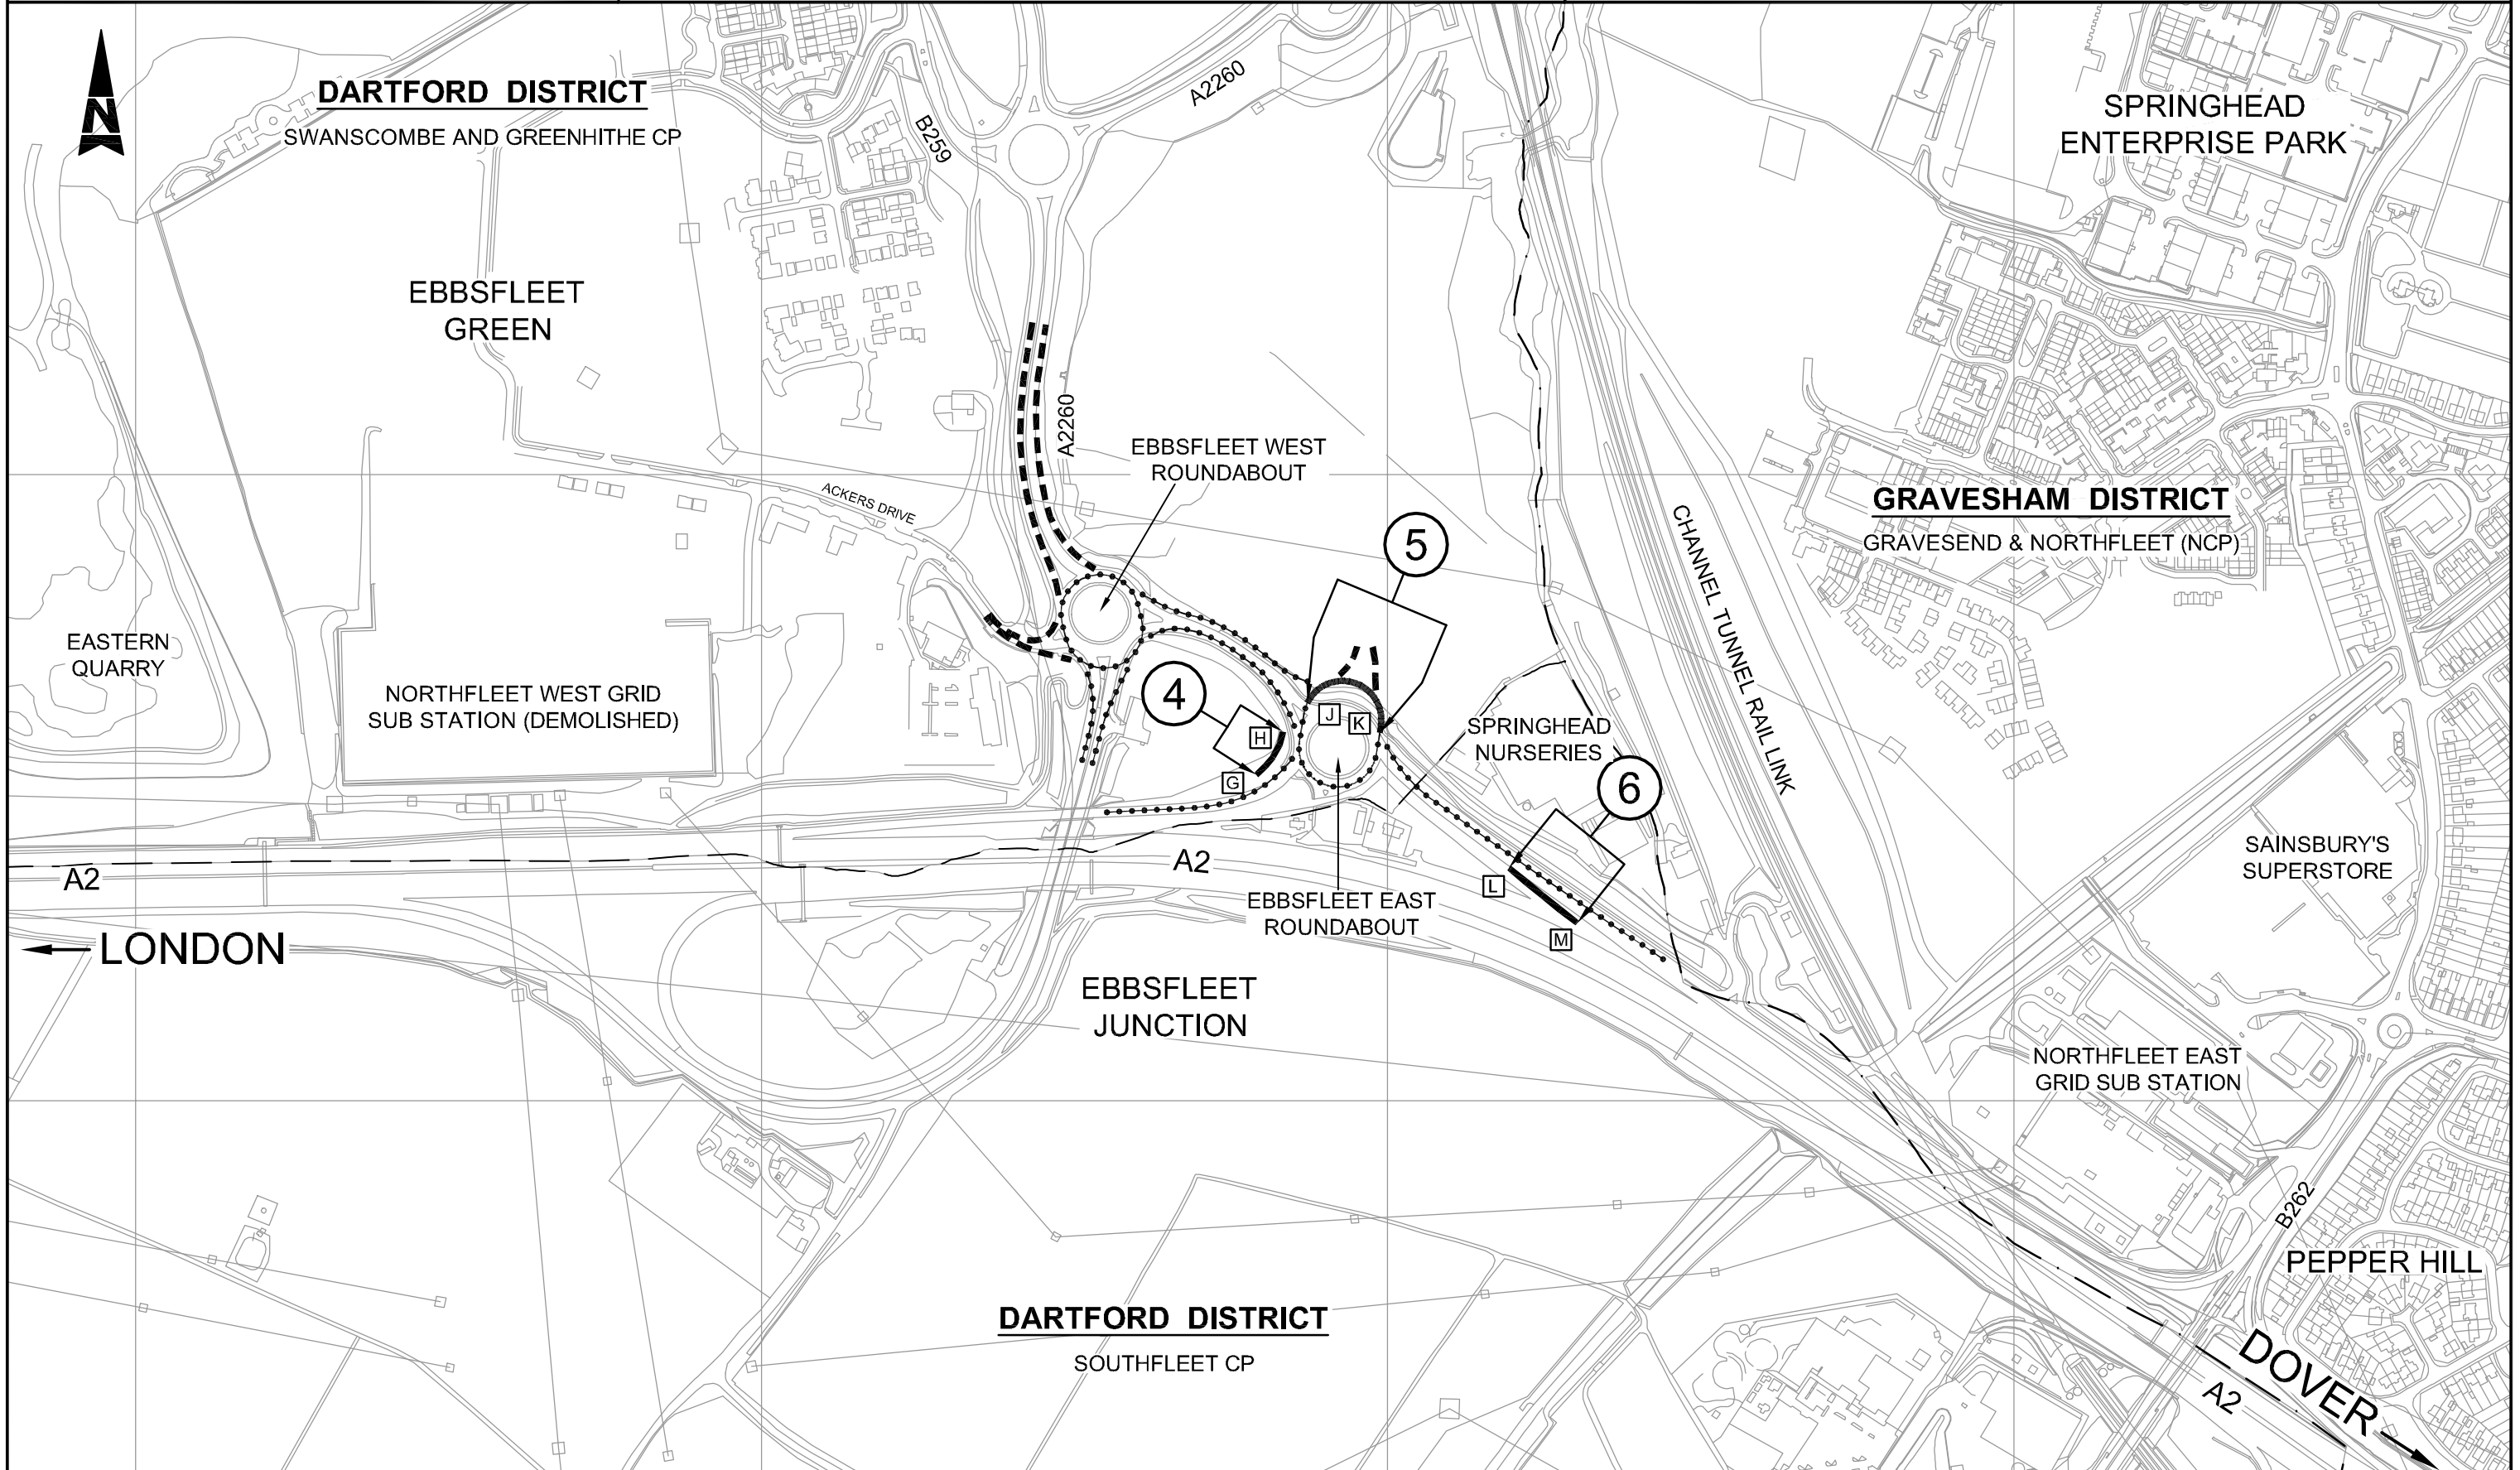 N
DARTFORD DISTRICT
SWANSCOMBE AND GREENHITHE CP
B259
A2260
SPRINGHEAD
ENTERPRISE PARK
EBBSFLEET
GREEN
A2260
EBBSFLEET WEST
ROUNDABOUT
ACKERS DRIVE
5
CHANNEL TUNNEL RAIL LINK
GRAVESHAM DISTRICT
GRAVESEND & NORTHFLEET (NCP)
EASTERN
QUARRY
NORTHFLEET WEST GRID
SUB STATION (DEMOLISHED)
4
H
G
J
K
SPRINGHEAD
NURSERIES
6
A2
A2
L
M
EBBSFLEET EAST
ROUNDABOUT
SAINSBURY'S
SUPERSTORE
LONDON
EBBSFLEET
JUNCTION
NORTHFLEET EAST
GRID SUB STATION
B262
PEPPER HILL
DARTFORD DISTRICT
SOUTHFLEET CP
DOVER
A2